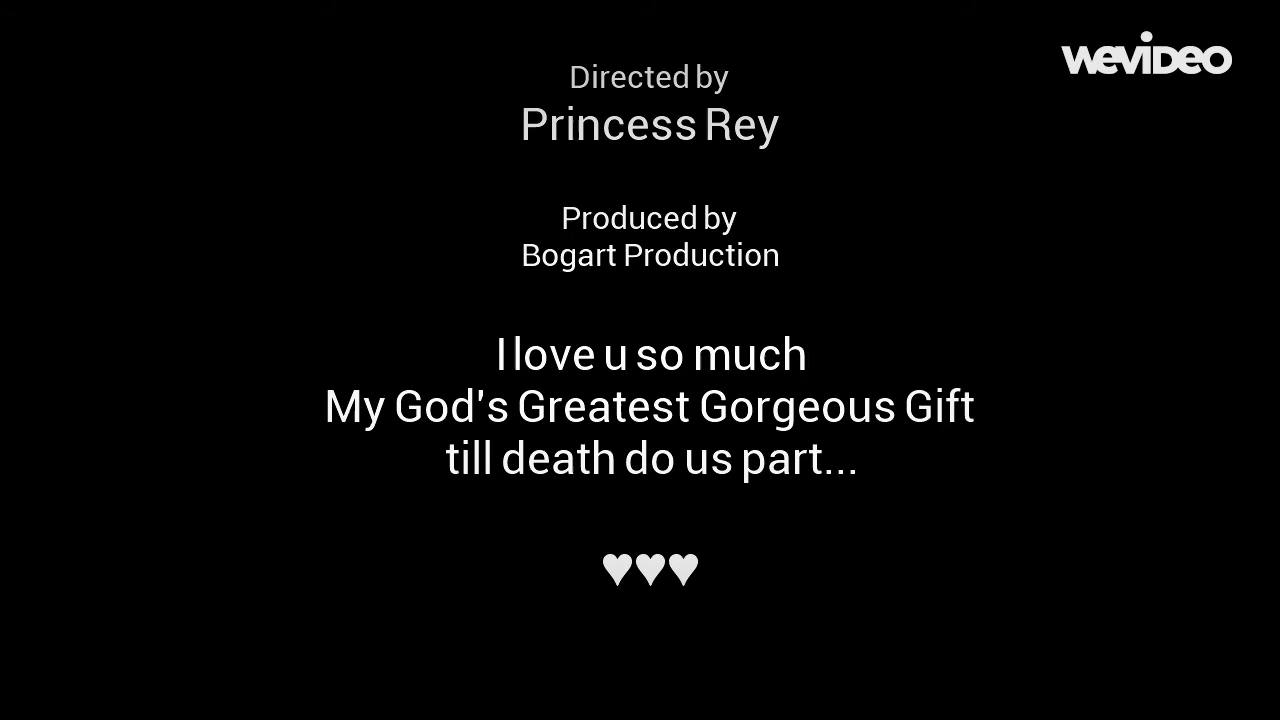 WEVIDEO
Directed by
Princess Rey
Produced by
Bogart Production
I love u so much
My God's Greatest Gorgeous Gift
till death do us part...
♥♥♥